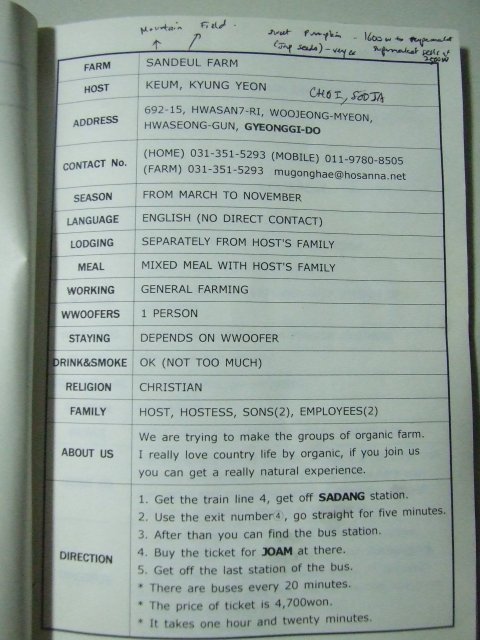 Mountain Field.
sweet Pumpkin - 1600 w to
(Jap seeds) - supermarket sells
FARM SANDEUL FARM
HOST KEUM, KYUNG YEON CHOI, SOOJA
ADDRESS 692-15, HWASAN7-RI, WOOJEONG-MYEON,
HWASEONG-GUN, GYEONGGI-DO
CONTACT No. (HOME) 031-351-5293 (MOBILE) 011-9780-8505
(FARM) 031-351-5293 mugonghae@hosanna.net
SEASON FROM MARCH TO NOVEMBER
LANGUAGE ENGLISH (NO DIRECT CONTACT)
LODGING SEPARATELY FROM HOST'S FAMILY
MEAL MIXED MEAL WITH HOST'S FAMILY
WORKING GENERAL FARMING
WWOOFERS 1 PERSON
STAYING DEPENDS ON WWOOFER
DRINK&SMOKE OK (NOT TOO MUCH)
RELIGION CHRISTIAN
FAMILY HOST, HOSTESS, SONS(2), EMPLOYEES(2)
ABOUT US We are trying to make the groups of organic farm.
I really love country life by organic, if you join us
you can get a really natural experience.
DIRECTION 1. Get the train line 4, get off SADANG station.
2. Use the exit number④, go straight for five minutes.
3. After than you can find the bus station.
4. Buy the ticket for JOAM at there.
5. Get off the last station of the bus.
* There are buses every 20 minutes.
* The price of ticket is 4,700won.
* It takes one hour and twenty minutes.